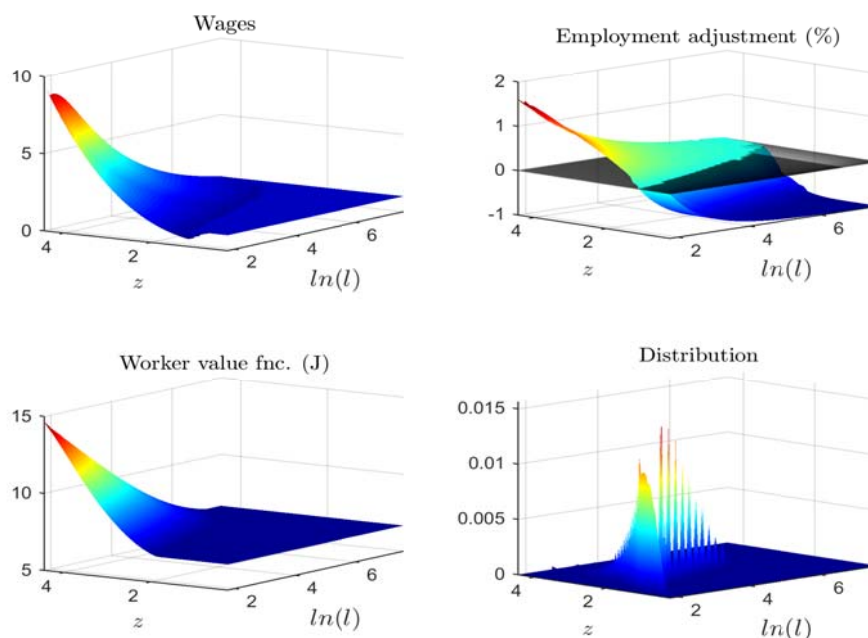 Wages
10
5
0
4
2
z
2
4
6
ln(l)
Employment adjustment (%)
2
1
0
-1
4
2
z
2
4
6
ln(l)
Worker value fnc. (J)
15
10
5
4
2
z
2
4
6
ln(l)
Distribution
0.015
0.01
0.005
0
4
2
z
2
4
6
ln(l)